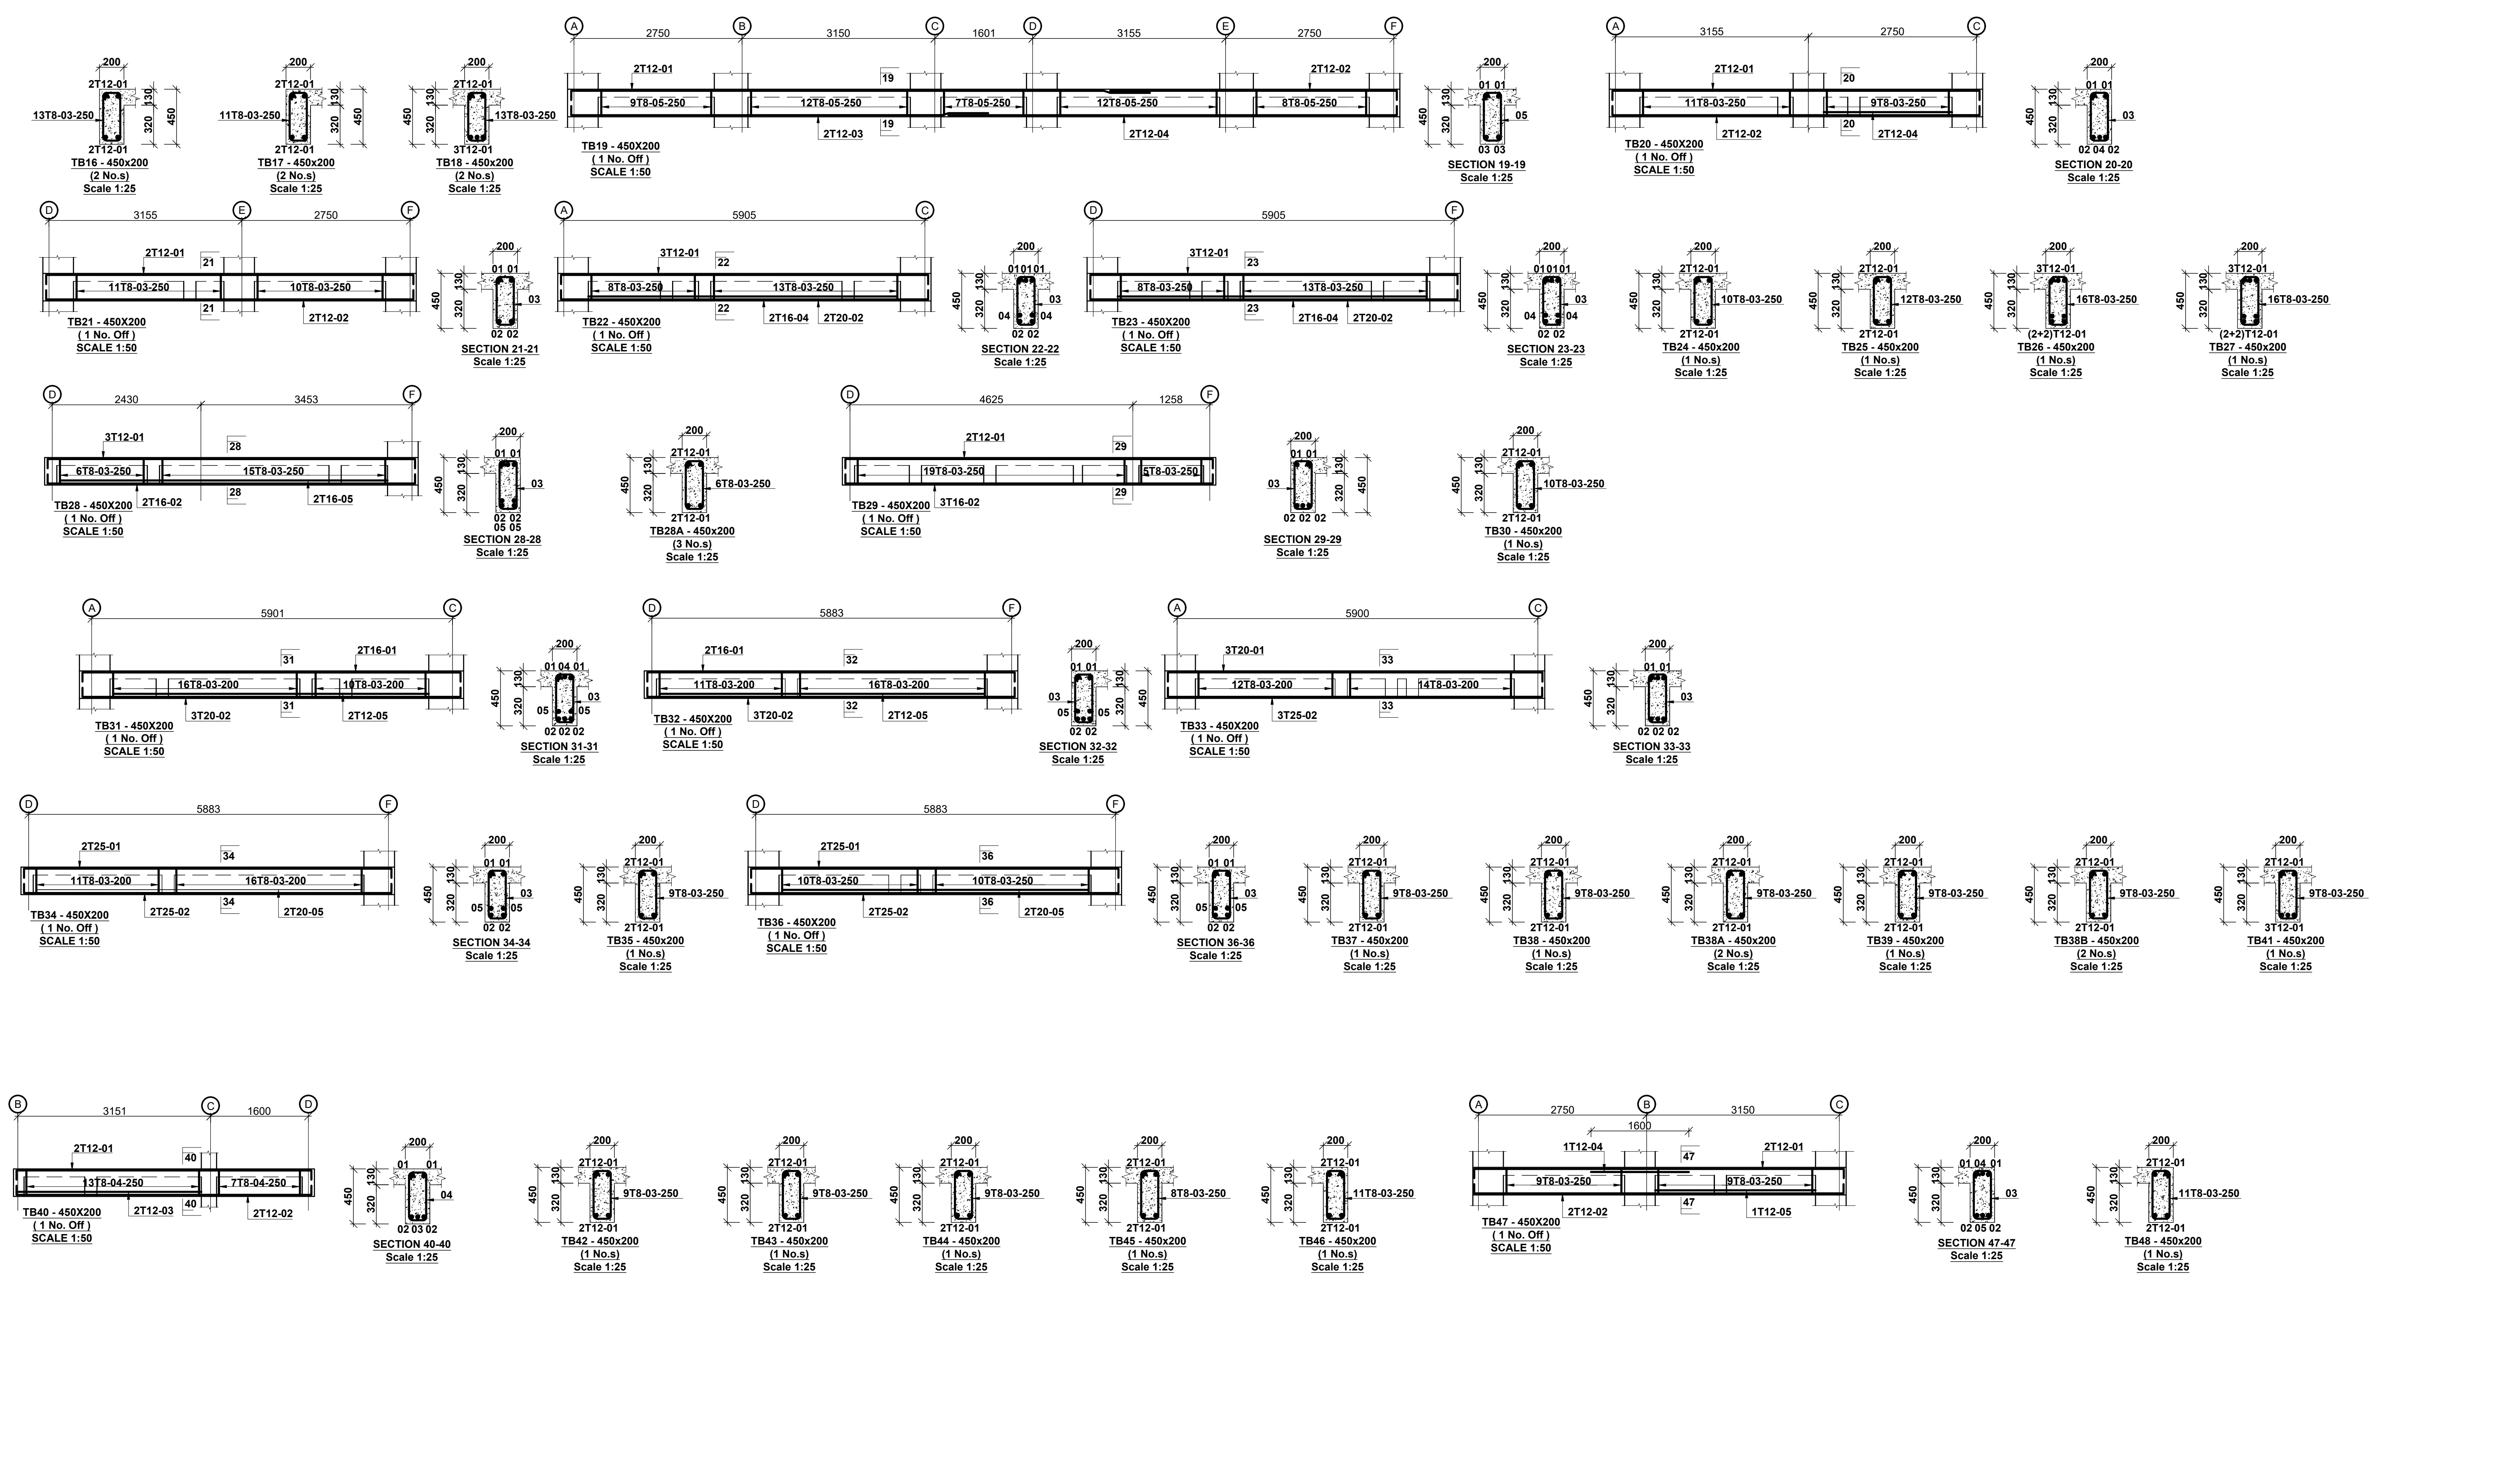 200
2T12-01
130
320
450
13T8-03-250
2T12-01
TB16 - 450x200
(2 No.s)
Scale 1:25
200
2T12-01
130
320
450
11T8-03-250
2T12-01
TB17 - 450x200
(2 No.s)
Scale 1:25
200
2T12-01
450
130
320
13T8-03-250
3T12-01
TB18 - 450x200
(2 No.s)
Scale 1:25
A B C D E F
2750 3150 1601 3155 2750
2T12-01 19 2T12-02
9T8-05-250 12T8-05-250 7T8-05-250 12T8-05-250 8T8-05-250
2T12-03 19 2T12-04
TB19 - 450X200
( 1 No. Off )
SCALE 1:50
200
01 01
450
130
320
05
03 03
SECTION 19-19
Scale 1:25
A C
3155 2750
2T12-01 20
11T8-03-250 9T8-03-250
2T12-02 20 2T12-04
TB20 - 450X200
( 1 No. Off )
SCALE 1:50
200
01 01
450
130
320
03
02 04 02
SECTION 20-20
Scale 1:25
D E F
3155 2750
2T12-01 21
11T8-03-250 10T8-03-250
21 2T12-02
TB21 - 450X200
( 1 No. Off )
SCALE 1:50
200
01 01
450
130
320
03
02 02
SECTION 21-21
Scale 1:25
A C
5905
3T12-01 22
8T8-03-250 13T8-03-250
22 2T16-04 2T20-02
TB22 - 450X200
( 1 No. Off )
SCALE 1:50
200
01 01 01
450
130
320
03
04 04
02 02
SECTION 22-22
Scale 1:25
D F
5905
3T12-01 23
8T8-03-250 13T8-03-250
23 2T16-04 2T20-02
TB23 - 450X200
( 1 No. Off )
SCALE 1:50
200
01 01 01
450
130
320
03
04 04
02 02
SECTION 23-23
Scale 1:25
200
2T12-01
450
130
320
10T8-03-250
2T12-01
TB24 - 450x200
(1 No.s)
Scale 1:25
200
2T12-01
450
130
320
12T8-03-250
2T12-01
TB25 - 450x200
(1 No.s)
Scale 1:25
200
3T12-01
450
130
320
16T8-03-250
(2+2)T12-01
TB26 - 450x200
(1 No.s)
Scale 1:25
200
3T12-01
450
130
320
16T8-03-250
(2+2)T12-01
TB27 - 450x200
(1 No.s)
Scale 1:25
D F
2430 3453
3T12-01 28
6T8-03-250 15T8-03-250
2T16-02 28 2T16-05
TB28 - 450X200
( 1 No. Off )
SCALE 1:50
200
01 01
450
130
320
03
02 02
05 05
SECTION 28-28
Scale 1:25
200
2T12-01
450
130
320
6T8-03-250
2T12-01
TB28A - 450x200
(3 No.s)
Scale 1:25
D F
4625 1258
2T12-01 29
19T8-03-250 5T8-03-250
3T16-02 29
TB29 - 450X200
( 1 No. Off )
SCALE 1:50
200
01 01
130
320
450
03
02 02 02
SECTION 29-29
Scale 1:25
200
2T12-01
450
130
320
10T8-03-250
2T12-01
TB30 - 450x200
(1 No.s)
Scale 1:25
A C
5901
31 2T16-01
16T8-03-200 10T8-03-200
3T20-02 31 2T12-05
TB31 - 450X200
( 1 No. Off )
SCALE 1:50
200
01 04 01
450
130
320
03
05 05
02 02 02
SECTION 31-31
Scale 1:25
D F
5883
2T16-01 32
11T8-03-200 16T8-03-200
3T20-02 32 2T12-05
TB32 - 450X200
( 1 No. Off )
SCALE 1:50
200
01 01
130
320
450
03
05 05
02 02
SECTION 32-32
Scale 1:25
A C
5900
3T20-01 33
12T8-03-200 14T8-03-200
3T25-02 33
TB33 - 450X200
( 1 No. Off )
SCALE 1:50
200
01 01
450
130
320
03
02 02 02
SECTION 33-33
Scale 1:25
D F
5883
2T25-01 34
11T8-03-200 16T8-03-200
2T25-02 34 2T20-05
TB34 - 450X200
( 1 No. Off )
SCALE 1:50
200
01 01
450
130
320
03
05 05
02 02
SECTION 34-34
Scale 1:25
200
2T12-01
450
130
320
9T8-03-250
2T12-01
TB35 - 450x200
(1 No.s)
Scale 1:25
D F
5883
2T25-01 36
10T8-03-250 10T8-03-250
2T25-02 36 2T20-05
TB36 - 450X200
( 1 No. Off )
SCALE 1:50
200
01 01
450
130
320
03
05 05
02 02
SECTION 36-36
Scale 1:25
200
2T12-01
450
130
320
9T8-03-250
2T12-01
TB37 - 450x200
(1 No.s)
Scale 1:25
200
2T12-01
450
130
320
9T8-03-250
2T12-01
TB38 - 450x200
(1 No.s)
Scale 1:25
200
2T12-01
450
130
320
9T8-03-250
2T12-01
TB38A - 450x200
(2 No.s)
Scale 1:25
200
2T12-01
450
130
320
9T8-03-250
2T12-01
TB39 - 450x200
(1 No.s)
Scale 1:25
200
2T12-01
450
130
320
9T8-03-250
2T12-01
TB38B - 450x200
(2 No.s)
Scale 1:25
200
2T12-01
450
130
320
9T8-03-250
3T12-01
TB41 - 450x200
(1 No.s)
Scale 1:25
B C D
3151 1600
2T12-01 40
13T8-04-250 7T8-04-250
2T12-03 40 2T12-02
TB40 - 450X200
( 1 No. Off )
SCALE 1:50
200
01 01
450
130
320
04
02 03 02
SECTION 40-40
Scale 1:25
200
2T12-01
450
130
320
9T8-03-250
2T12-01
TB42 - 450x200
(1 No.s)
Scale 1:25
200
2T12-01
450
130
320
9T8-03-250
2T12-01
TB43 - 450x200
(1 No.s)
Scale 1:25
200
2T12-01
450
130
320
9T8-03-250
2T12-01
TB44 - 450x200
(1 No.s)
Scale 1:25
200
2T12-01
450
130
320
8T8-03-250
2T12-01
TB45 - 450x200
(1 No.s)
Scale 1:25
200
2T12-01
450
130
320
11T8-03-250
2T12-01
TB46 - 450x200
(1 No.s)
Scale 1:25
A B C
2750 3150
1600
1T12-04 47 2T12-01
9T8-03-250 9T8-03-250
2T12-02 47 1T12-05
TB47 - 450X200
( 1 No. Off )
SCALE 1:50
200
01 04 01
450
130
320
03
02 05 02
SECTION 47-47
Scale 1:25
200
2T12-01
450
130
320
11T8-03-250
2T12-01
TB48 - 450x200
(1 No.s)
Scale 1:25